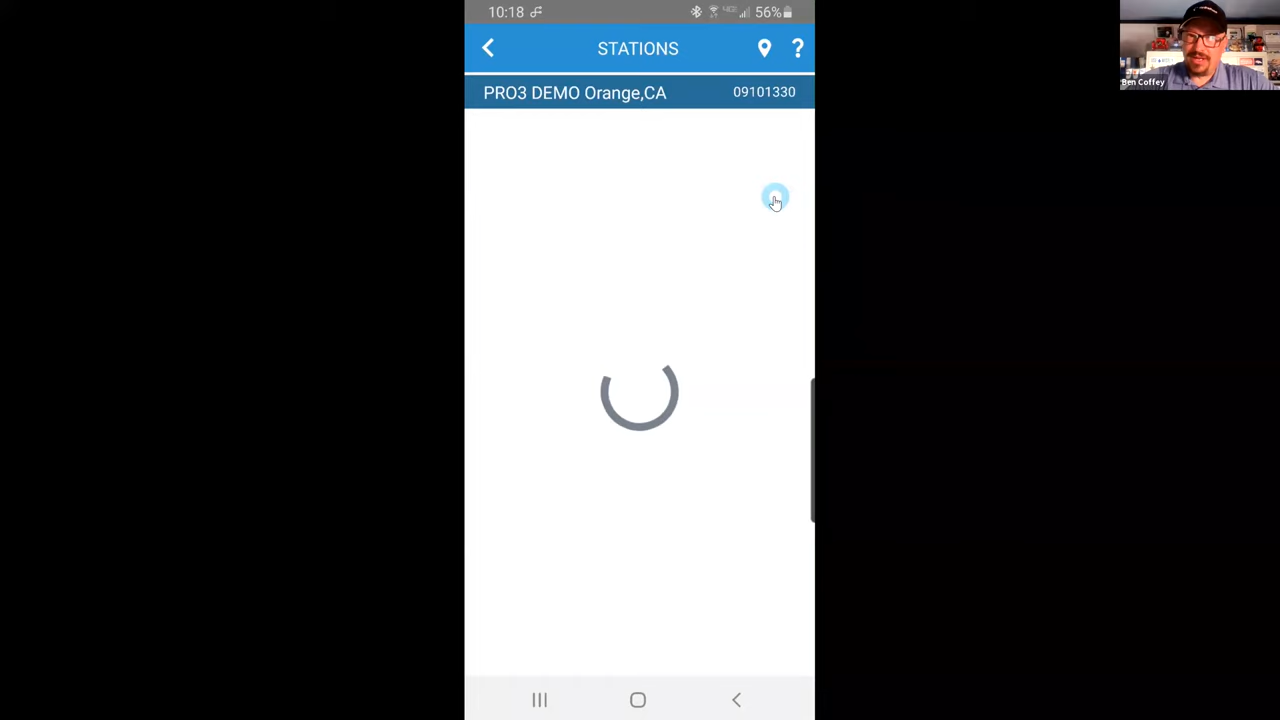 10:18
56%
STATIONS
?
PRO3 DEMO Orange,CA
09101330
Ben Coffey